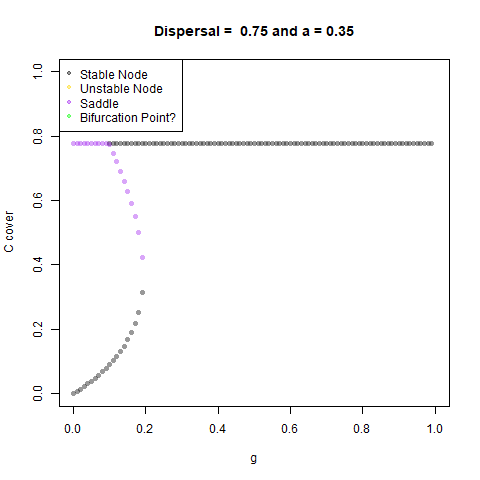 Dispersal =  0.75 and a = 0.35
Stable Node
Unstable Node
Saddle
Bifurcation Point?
1.0
0.8
0.6
0.4
0.2
0.0
C cover
0.0 0.2 0.4 0.6 0.8 1.0
g